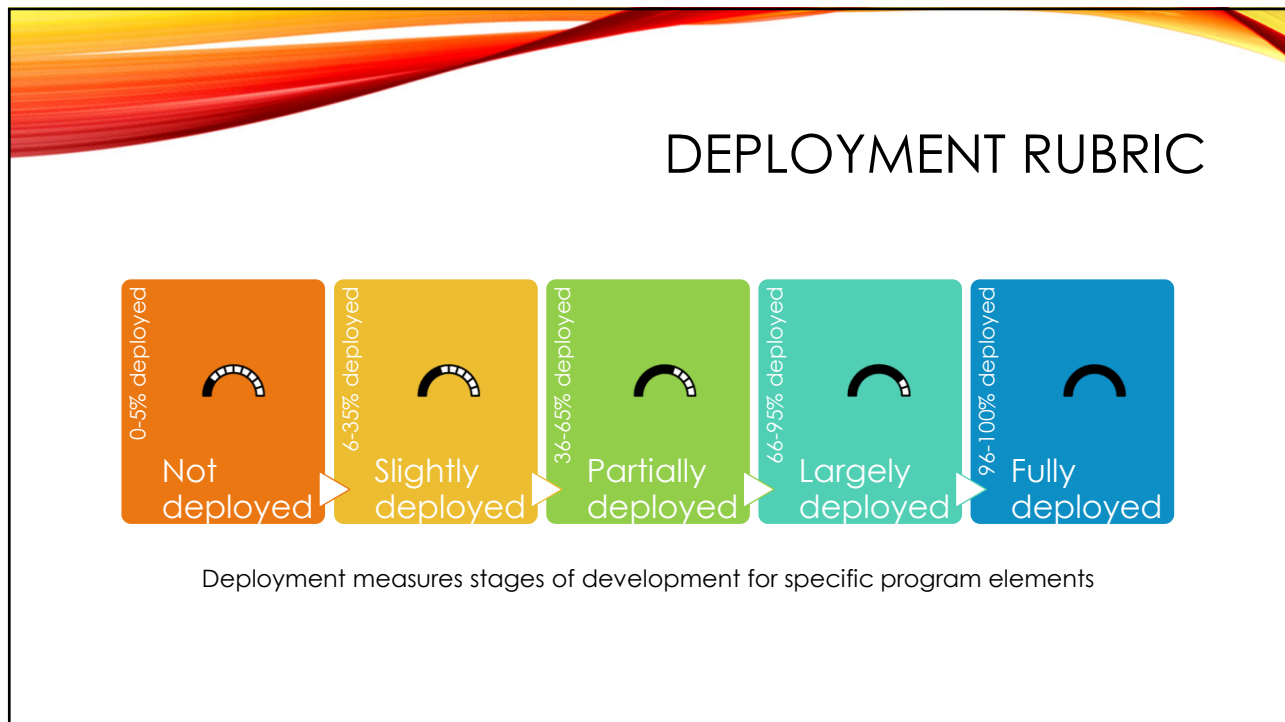 DEPLOYMENT RUBRIC
0-5% deployed
Not
deployed
6-35% deployed
Slightly
deployed
36-65% deployed
Partially
deployed
66-95% deployed
Largely
deployed
96-100% deployed
Fully
deployed
Deployment measures stages of development for specific program elements